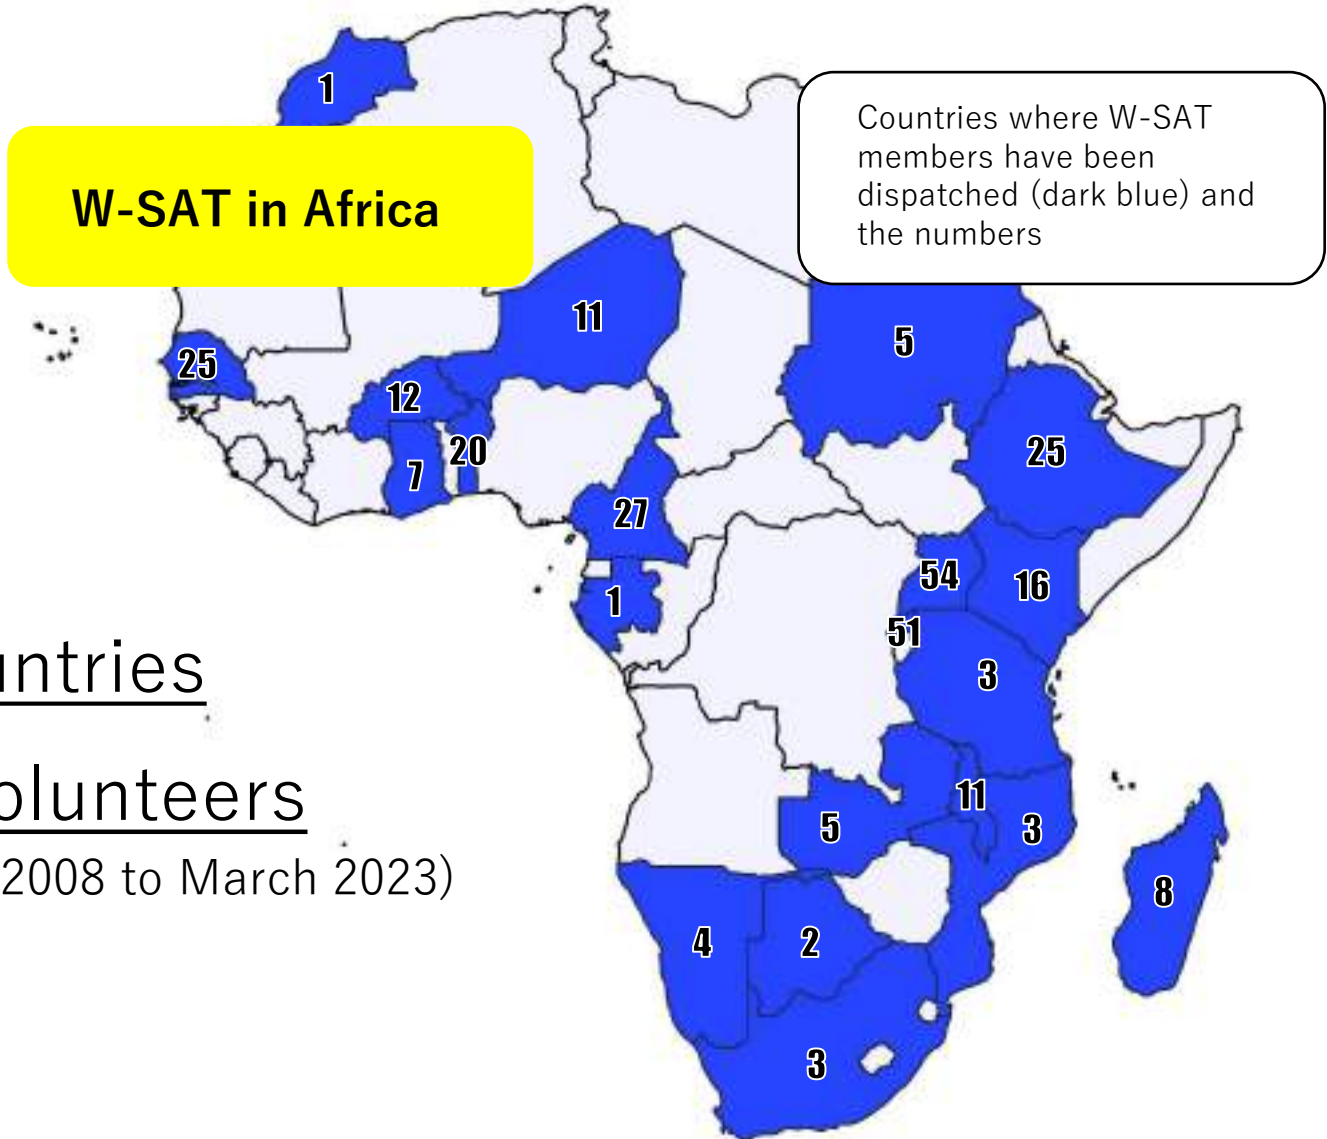 1
W-SAT in Africa
Countries where W-SAT
members have been
dispatched (dark blue) and
the numbers
11
5
25
12
20
7
25
27
54
16
1
51
3
untries
olunteers
2008 to March 2023)
11
5
3
8
4
2
3